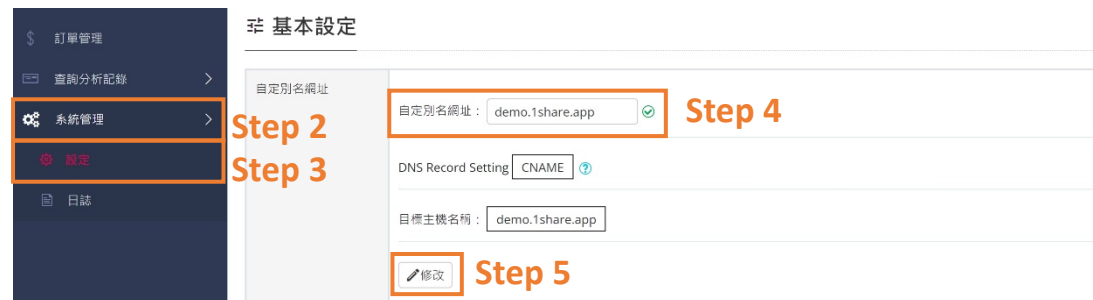 $ 訂單管理
查詢分析記錄
系統管理
Step 2
設定
Step 3
日誌
基本設定
自定別名網址
自定別名網址 : demo.1share.app
Step 4
DNS Record Setting CNAME ?
目標主機名稱 : demo.1share.app
修改
Step 5